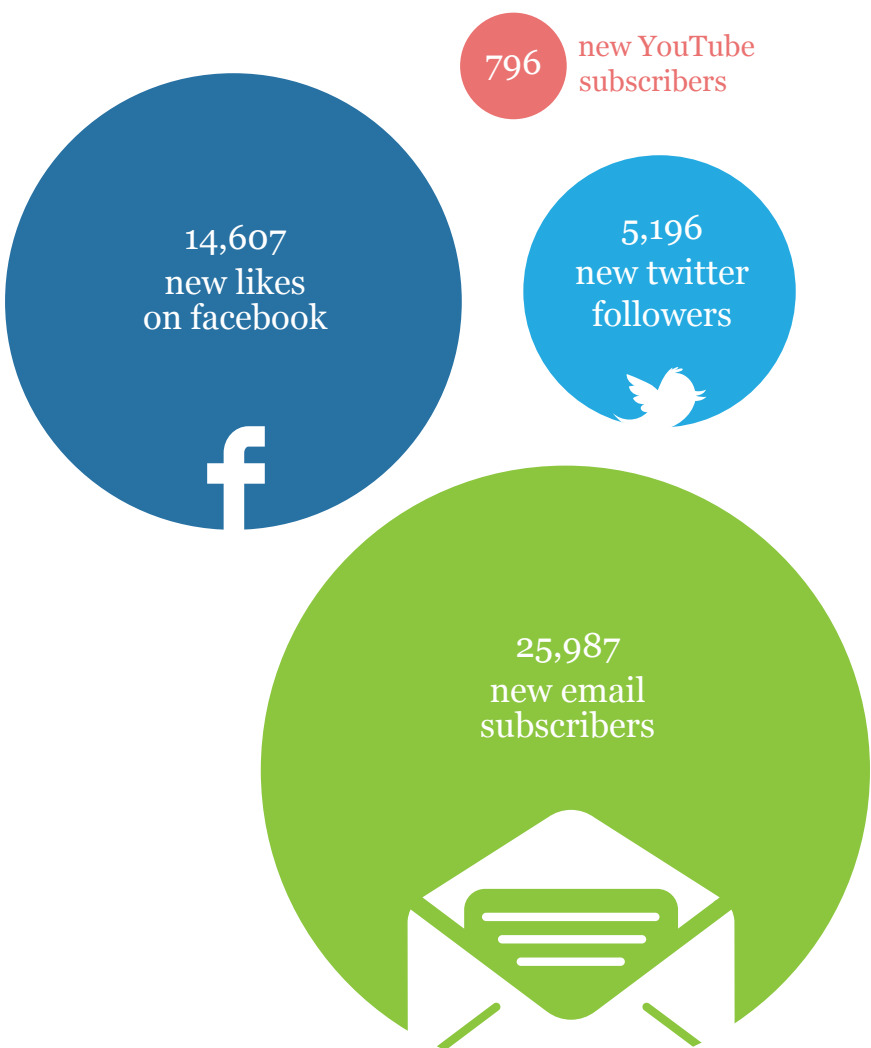 796
new YouTube
subscribers
14,607
new likes
on facebook
5,196
new twitter
followers
25,987
new email
subscribers